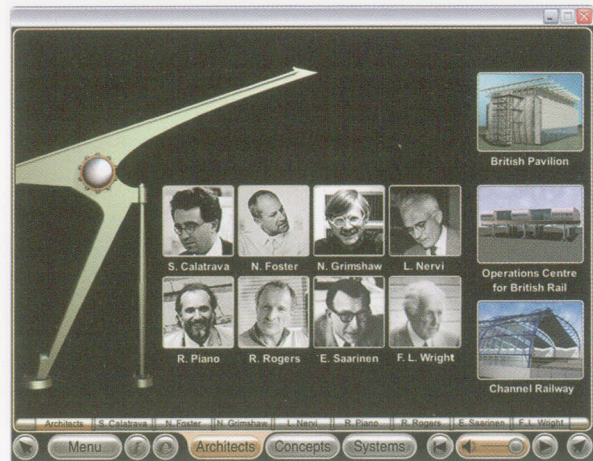 British Pavilion
S. Calatrava N. Foster N. Grimshaw L. Nervi
Operations Centre
for British Rail
R. Piano R. Rogers E. Saarinen F. L. Wright
Channel Railway
Architects S. Calatrava N. Foster N. Grimshaw L. Nervi R. Piano R. Rogers E. Saarinen F. L. Wright
Menu i e Architects Concepts Systems